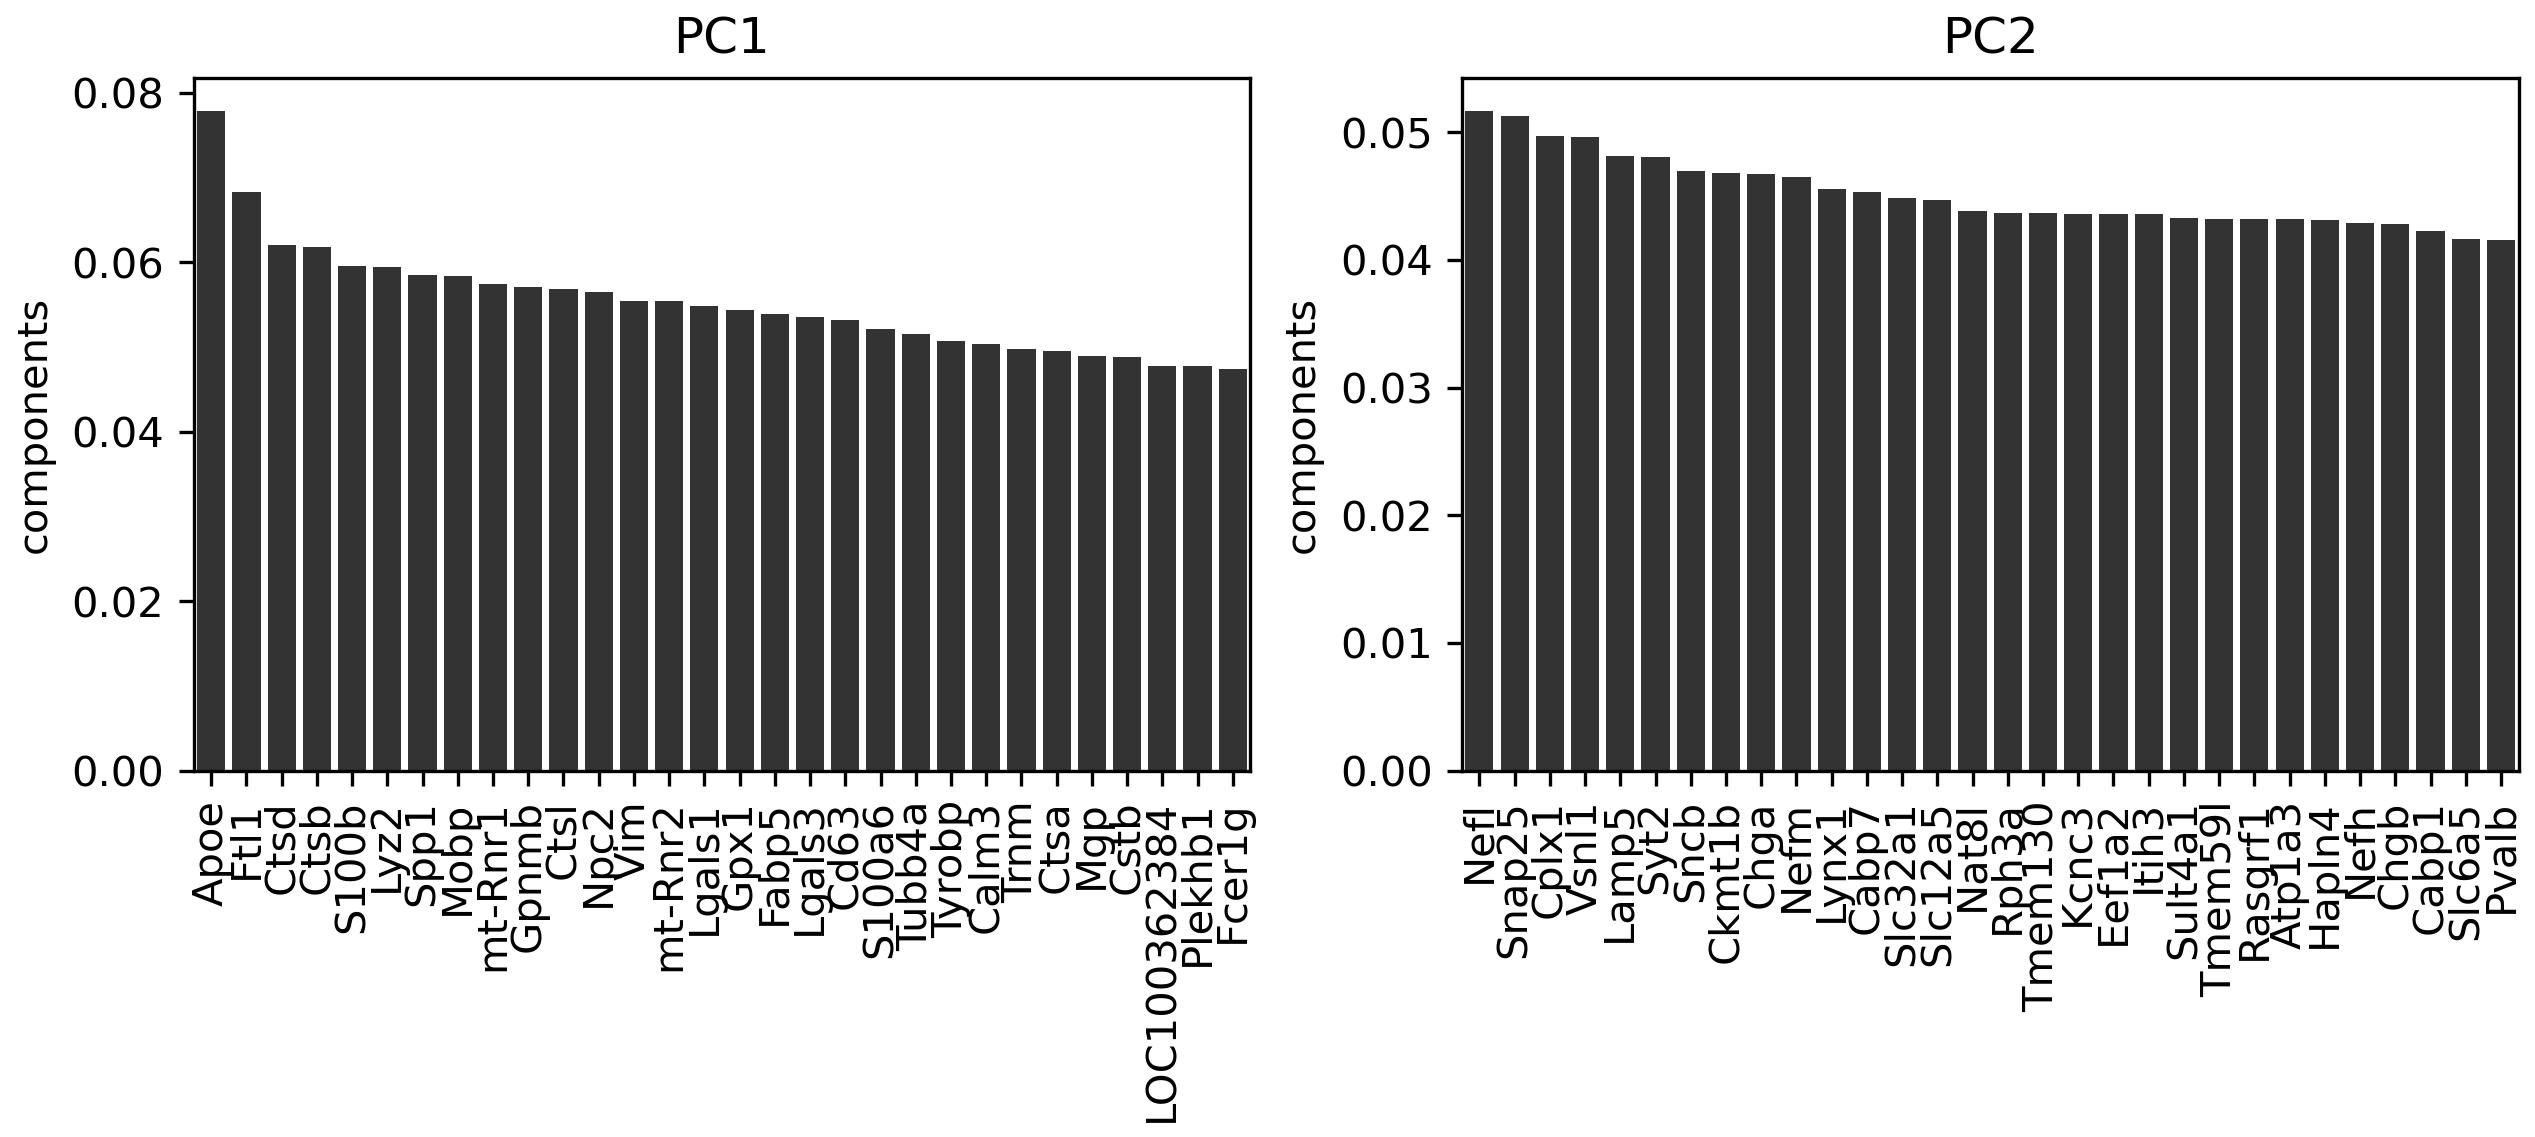 PC1
components
0.08
0.06
0.04
0.02
0.00
Apoe
Ftl1
Ctsd
Ctsb
S100b
Lyz2
Spp1
Mobp
mt-Rnr1
Gpnmb
Ctsl
Npc2
Vim
mt-Rnr2
Lgals1
Gpx1
Fabp5
Lgals3
Cd63
S100a6
Tubb4a
Tyrobp
Calm3
Trnm
Ctsa
Mgp
Cstb
LOC100362384
Plekhb1
Fcer1g
PC2
components
0.05
0.04
0.03
0.02
0.01
0.00
Nefl
Snap25
Cplx1
Vsnl1
Lamp5
Syt2
Sncb
Ckmt1b
Chga
Nefm
Lynx1
Cabp7
Slc32a1
Slc12a5
Nat8l
Rph3a
Tmem130
Kcnc3
Eef1a2
Itih3
Sult4a1
Tmem59l
Rasgrf1
Atp1a3
Hapln4
Nefh
Chgb
Cabp1
Slc6a5
Pvalb